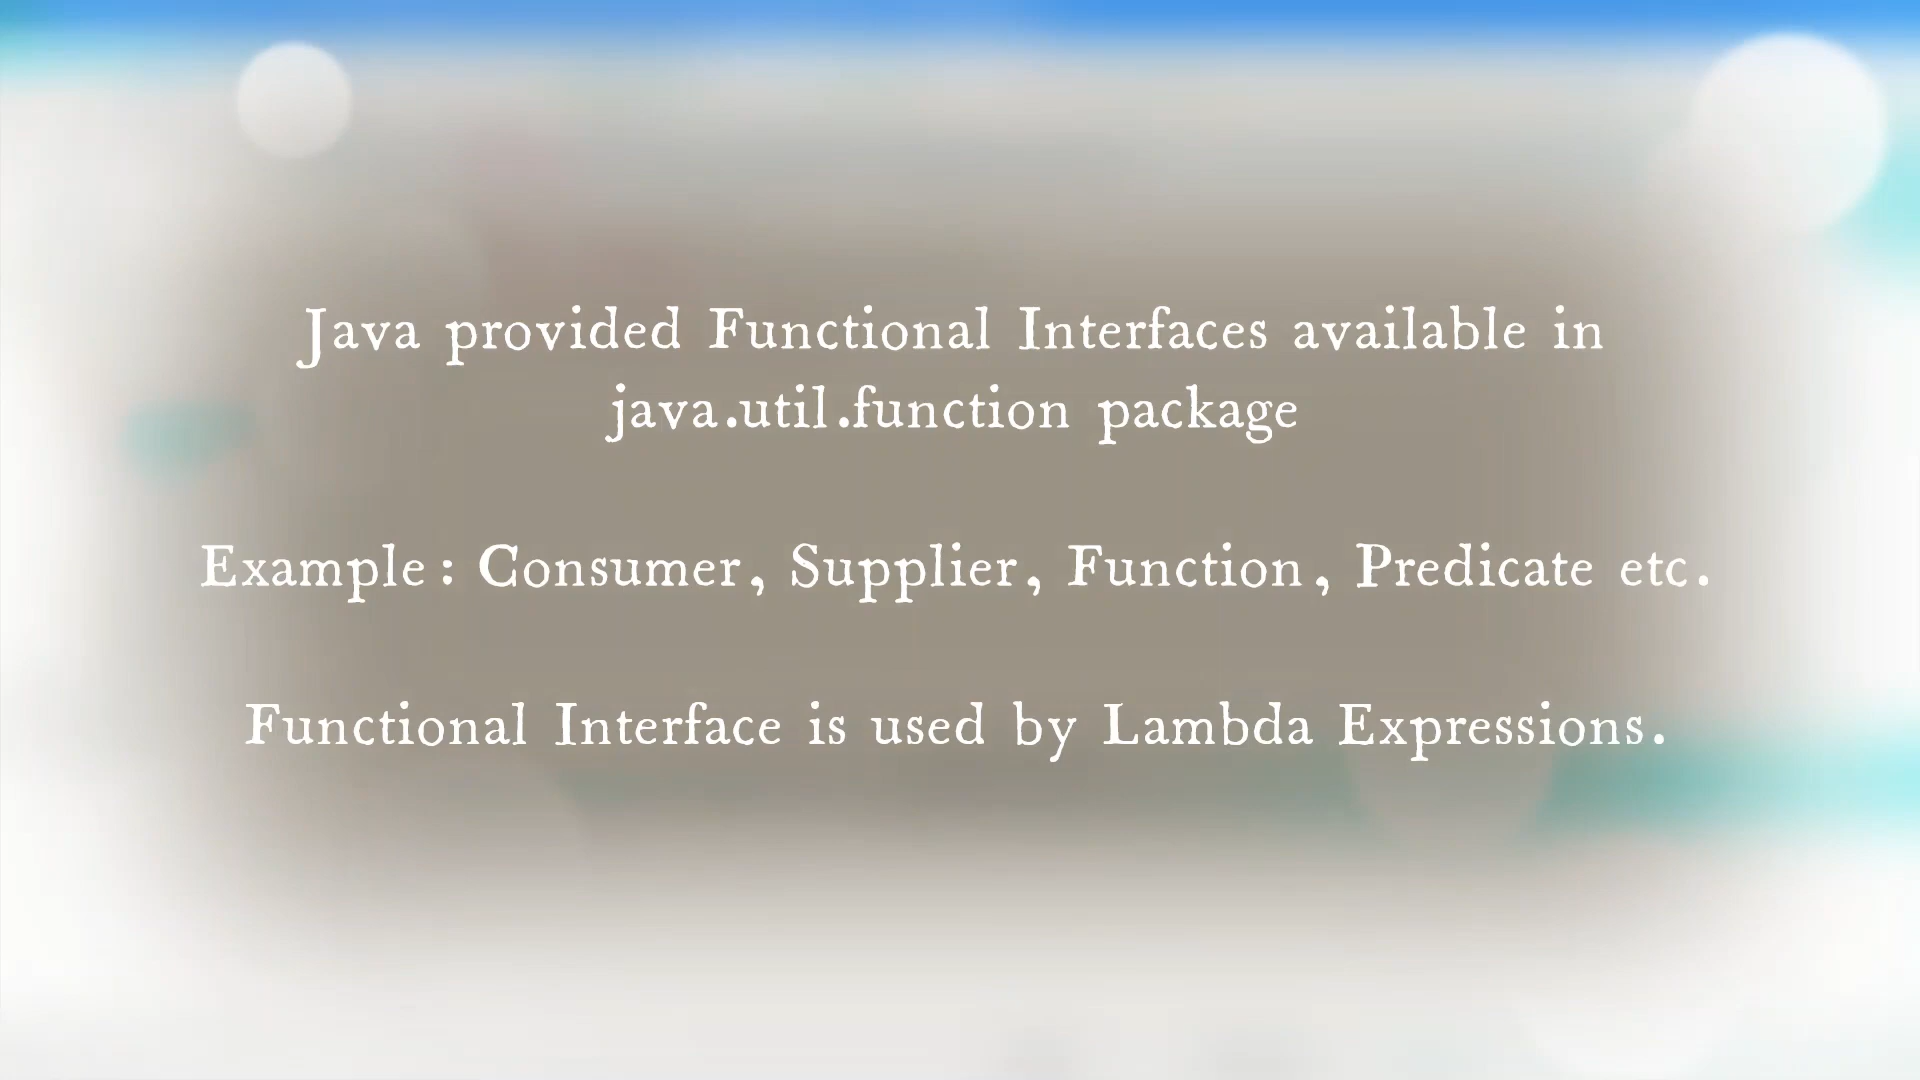 Java provided Functional Interfaces available in
java.util.function package
Example: Consumer, Supplier, Function, Predicate etc.
Functional Interface is used by Lambda Expressions.